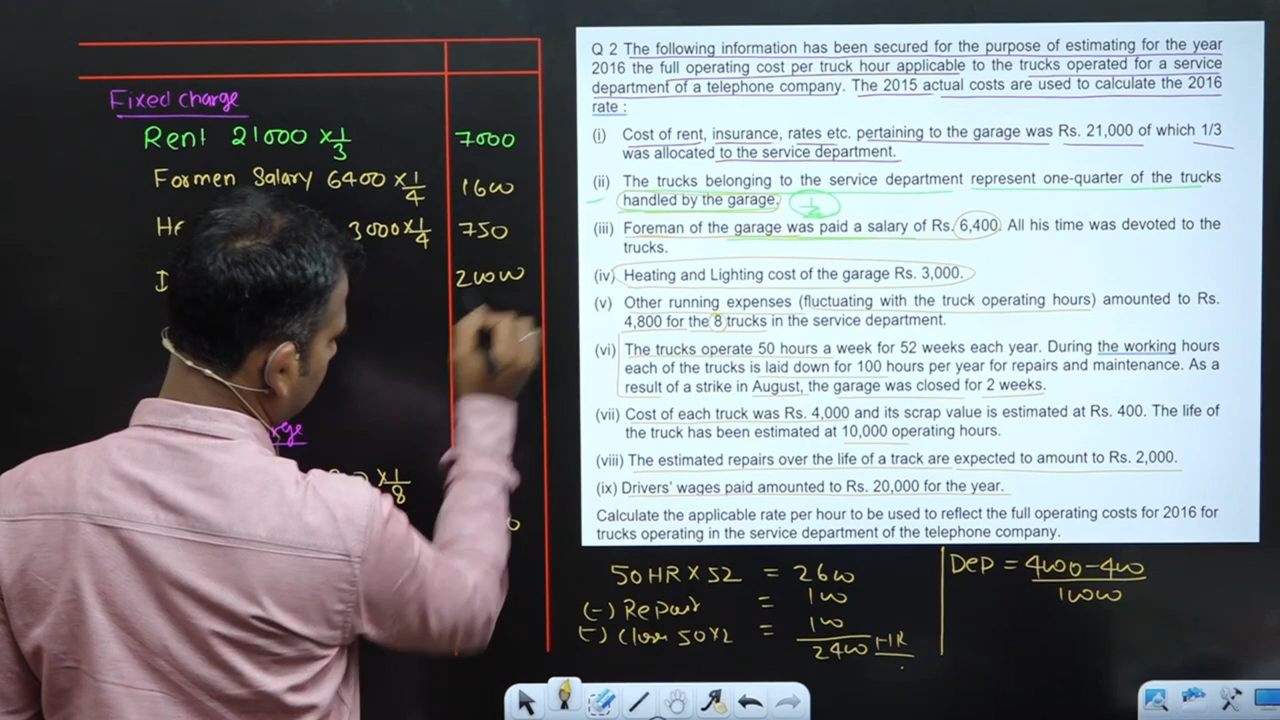 Fixed charge
Rent 21000 × 1/3 7000
Formen Salary 6400 × 1/4 1600
He 3000 × 1/4 750
I 20000
rge
× 1/8
0
Q 2 The following information has been secured for the purpose of estimating for the year
2016 the full operating cost per truck hour applicable to the trucks operated for a service
department of a telephone company. The 2015 actual costs are used to calculate the 2016
rate :
(i) Cost of rent, insurance, rates etc. pertaining to the garage was Rs. 21,000 of which 1/3
was allocated to the service department.
(ii) The trucks belonging to the service department represent one-quarter of the trucks
handled by the garage.
(iii) Foreman of the garage was paid a salary of Rs. 6,400. All his time was devoted to the
trucks.
(iv) Heating and Lighting cost of the garage Rs. 3,000.
(v) Other running expenses (fluctuating with the truck operating hours) amounted to Rs.
4,800 for the 8 trucks in the service department.
(vi) The trucks operate 50 hours a week for 52 weeks each year. During the working hours
each of the trucks is laid down for 100 hours per year for repairs and maintenance. As a
result of a strike in August, the garage was closed for 2 weeks.
(vii) Cost of each truck was Rs. 4,000 and its scrap value is estimated at Rs. 400. The life of
the truck has been estimated at 10,000 operating hours.
(viii) The estimated repairs over the life of a track are expected to amount to Rs. 2,000.
(ix) Drivers' wages paid amounted to Rs. 20,000 for the year.
Calculate the applicable rate per hour to be used to reflect the full operating costs for 2016 for
trucks operating in the service department of the telephone company.
50HR × 52 = 2600
(-) Repair = 100
(-) Close 50×2 = 100
2400 HR
Dep = 4000 - 400
10000